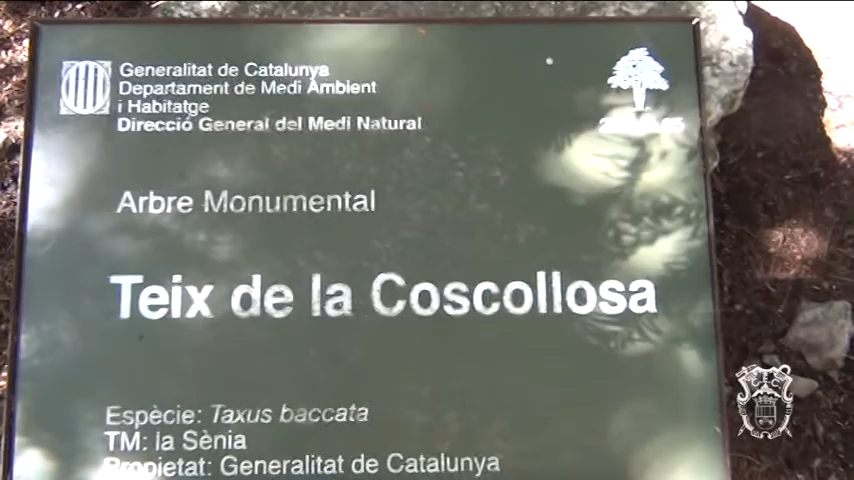 Generalitat de Catalunya
Departament de Medi Ambient
i Habitatge
Direcció General del Medi Natural
Arbre Monumental
Teix de la Coscollosa
Espècie: Taxus baccata
TM: la Sènia
Propietat: Generalitat de Catalunya